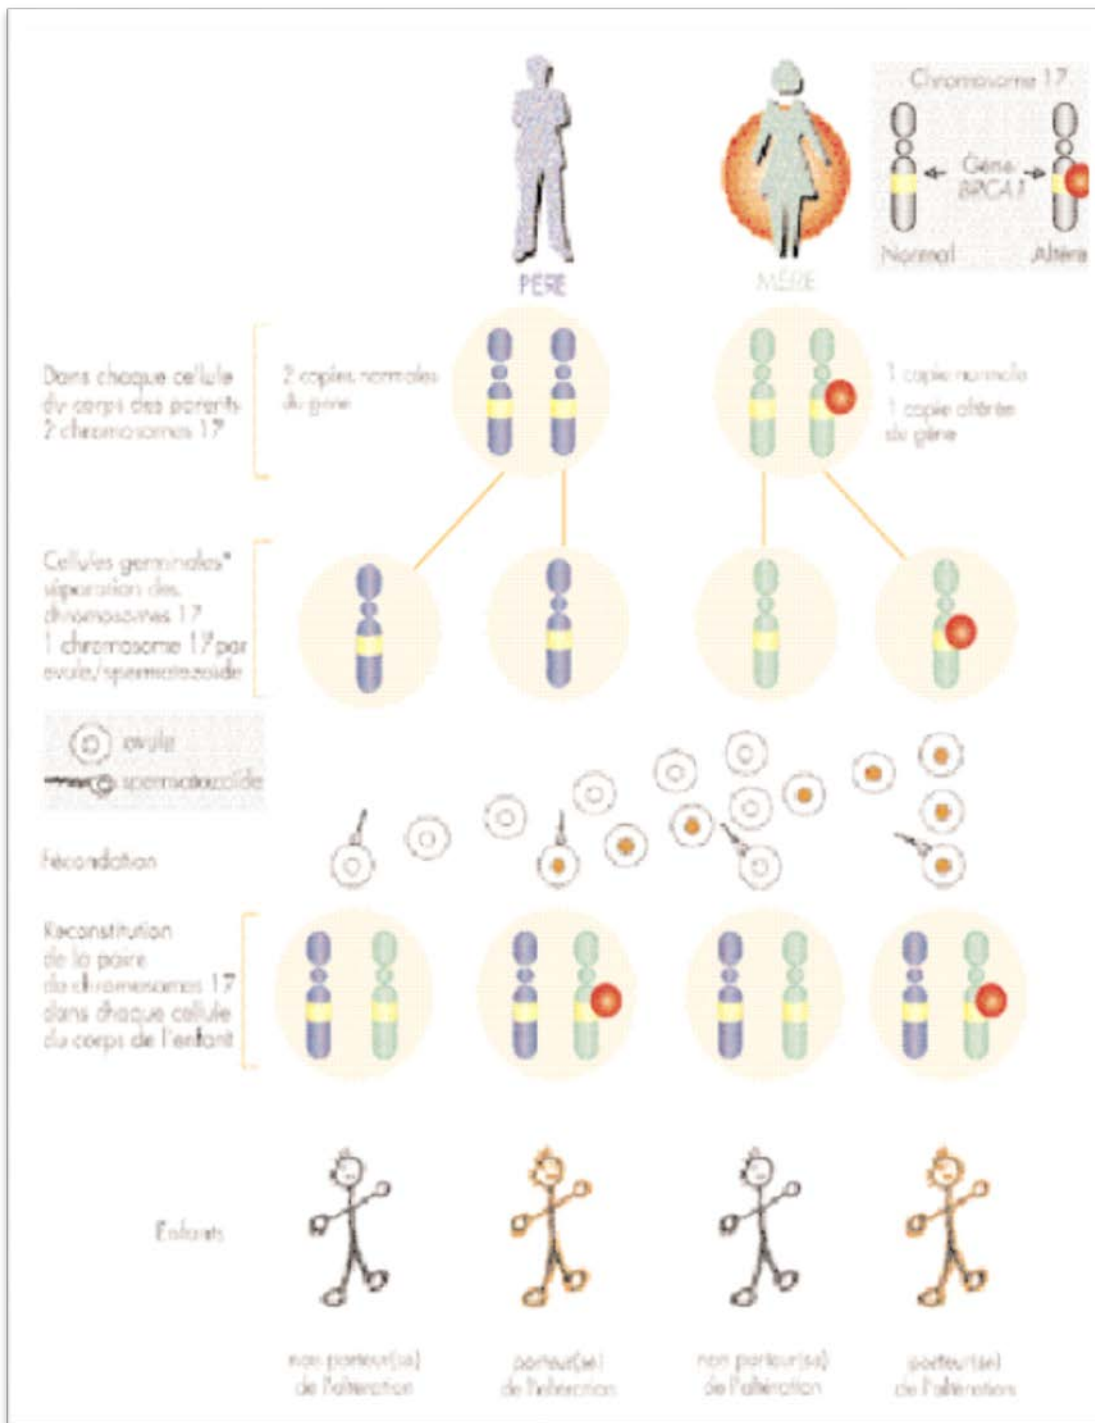 Chromosome 17
Gène
BRCA1
Normal
Altéré
PÈRE
MÈRE
Dans chaque cellule
du corps des parents
2 chromosomes 17
2 copies normales
du gène
1 copie normale
1 copie altérée
du gène
Cellules germinales*
séparation des
chromosomes 17
1 chromosome 17 par
ovule/spermatozoïde
ovule
spermatozoïde
Fécondation
Reconstitution
de la paire
de chromosomes 17
dans chaque cellule
du corps de l'enfant
Enfants
non porteur(se)
de l'altération
porteur(se)
de l'altération
non porteur(se)
de l'altération
porteur(se)
de l'altération